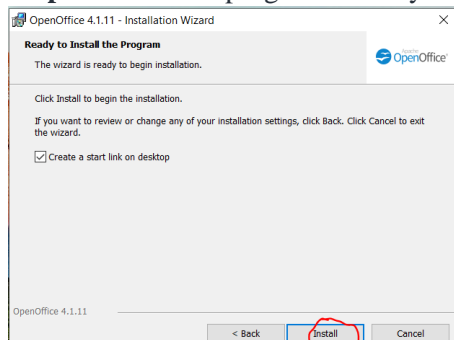 OpenOffice 4.1.11 - Installation Wizard
Ready to Install the Program
The wizard is ready to begin installation.
Apache
OpenOffice
Click Install to begin the installation.
If you want to review or change any of your installation settings, click Back. Click Cancel to exit
the wizard.
Create a start link on desktop
OpenOffice 4.1.11
< Back
Install
Cancel